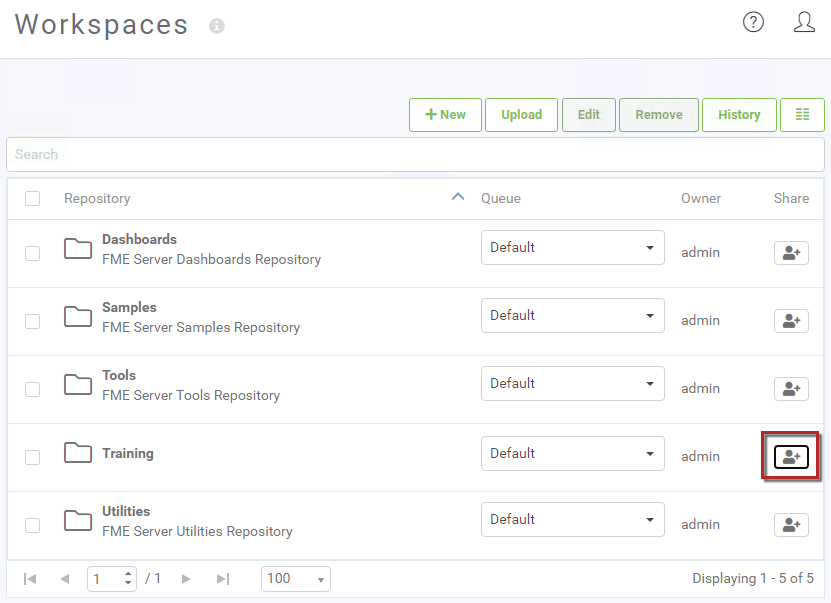 Workspaces
New Upload Edit Remove History
Search
Repository Queue Owner Share
Dashboards
FME Server Dashboards Repository
Default admin
Samples
FME Server Samples Repository
Default admin
Tools
FME Server Tools Repository
Default admin
Training
Default admin
Utilities
FME Server Utilities Repository
Default admin
1 / 1 100 Displaying 1 - 5 of 5